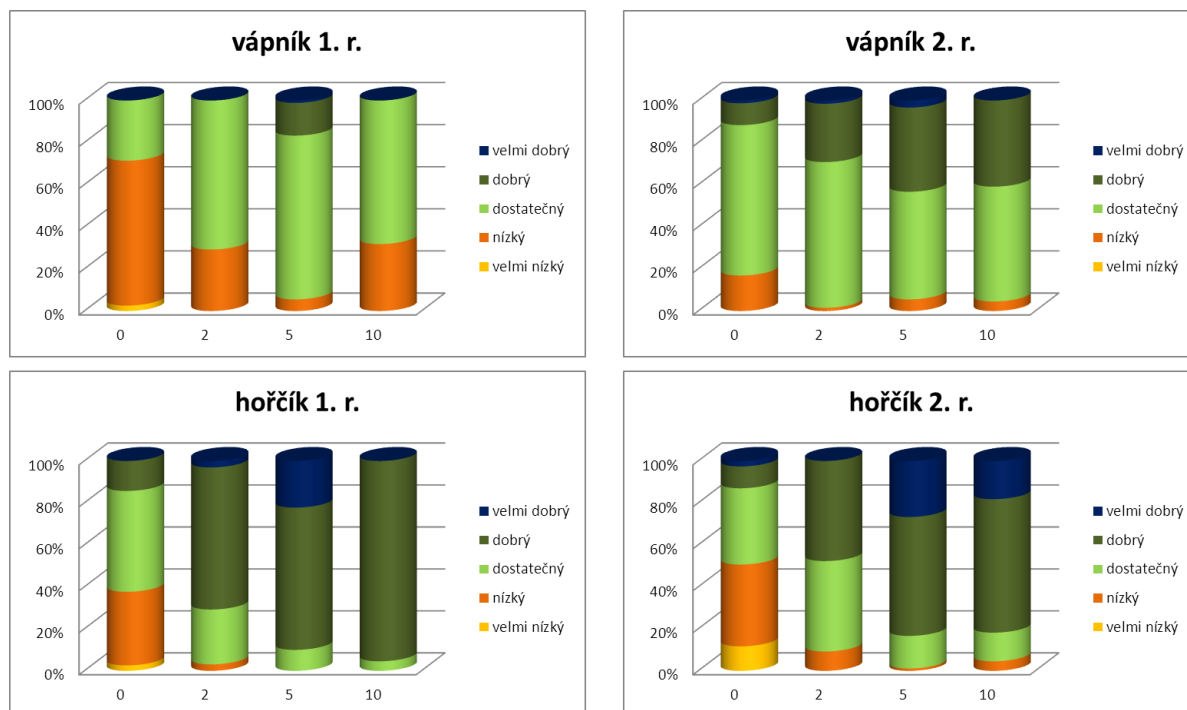 vápník 1. r.
100%
80%
60%
40%
20%
0%
0 2 5 10
velmi dobrý
dobrý
dostatečný
nízký
velmi nízký
vápník 2. r.
100%
80%
60%
40%
20%
0%
0 2 5 10
velmi dobrý
dobrý
dostatečný
nízký
velmi nízký
hořčík 1. r.
100%
80%
60%
40%
20%
0%
0 2 5 10
velmi dobrý
dobrý
dostatečný
nízký
velmi nízký
hořčík 2. r.
100%
80%
60%
40%
20%
0%
0 2 5 10
velmi dobrý
dobrý
dostatečný
nízký
velmi nízký